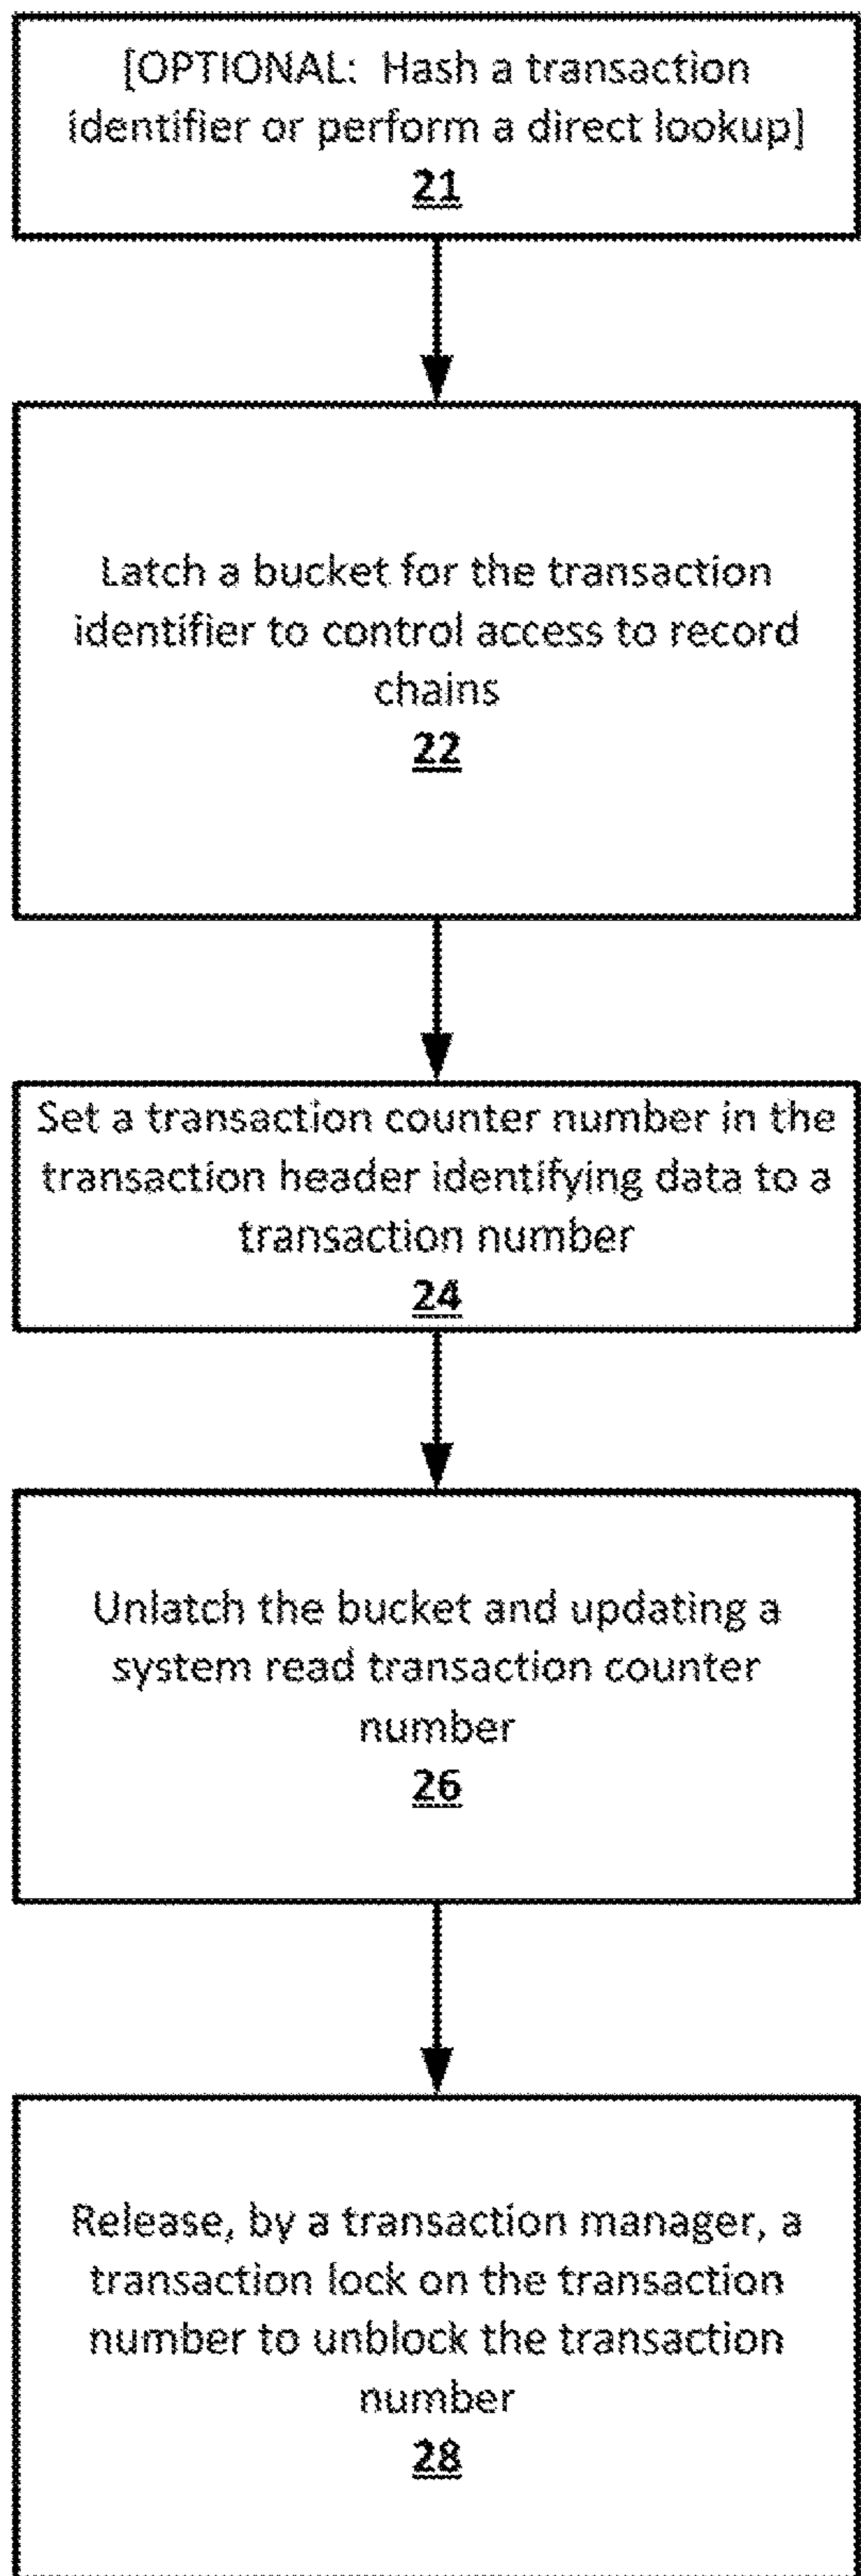 [OPTIONAL: Hash a transaction
identifier or perform a direct lookup]
21
Latch a bucket for the transaction
identifier to control access to record
chains
22
Set a transaction counter number in the
transaction header identifying data to a
transaction number
24
Unlatch the bucket and updating a
system read transaction counter
number
26
Release, by a transaction manager, a
transaction lock on the transaction
number to unblock the transaction
number
28